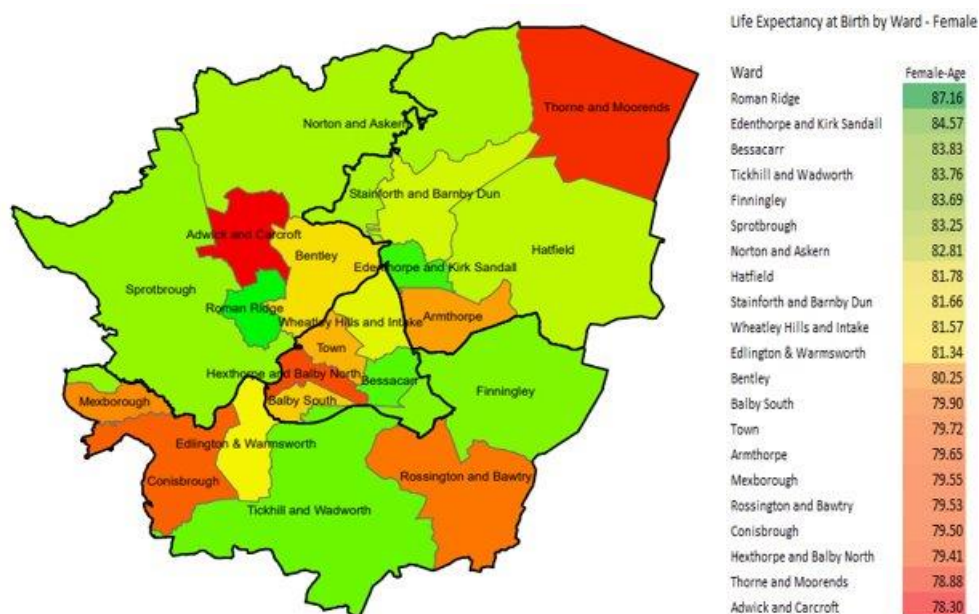 Life Expectancy at Birth by Ward - Female
Ward Female-Age
Roman Ridge 87.16
Edenthorpe and Kirk Sandall 84.57
Bessacarr 83.83
Tickhill and Wadworth 83.76
Finningley 83.69
Sprotbrough 83.25
Norton and Askern 82.81
Hatfield 81.78
Stainforth and Barnby Dun 81.66
Wheatley Hills and Intake 81.57
Edlington & Warmsworth 81.34
Bentley 80.25
Balby South 79.90
Town 79.72
Armthorpe 79.65
Mexborough 79.55
Rossington and Bawtry 79.53
Conisbrough 79.50
Hexthorpe and Balby North 79.41
Thorne and Moorends 78.88
Adwick and Carcroft 78.30
Thorne and Moorends
Norton and Askern
Stainforth and Barnby Dun
Adwick and Carcroft
Hatfield
Bentley
Edenthorpe and Kirk Sandall
Sprotbrough
Roman Ridge
Armthorpe
Wheatley Hills and Intake
Town
Hexthorpe and Balby North
Bessacarr
Finningley
Mexborough
Balby South
Edlington & Warmsworth
Rossington and Bawtry
Conisbrough
Tickhill and Wadworth